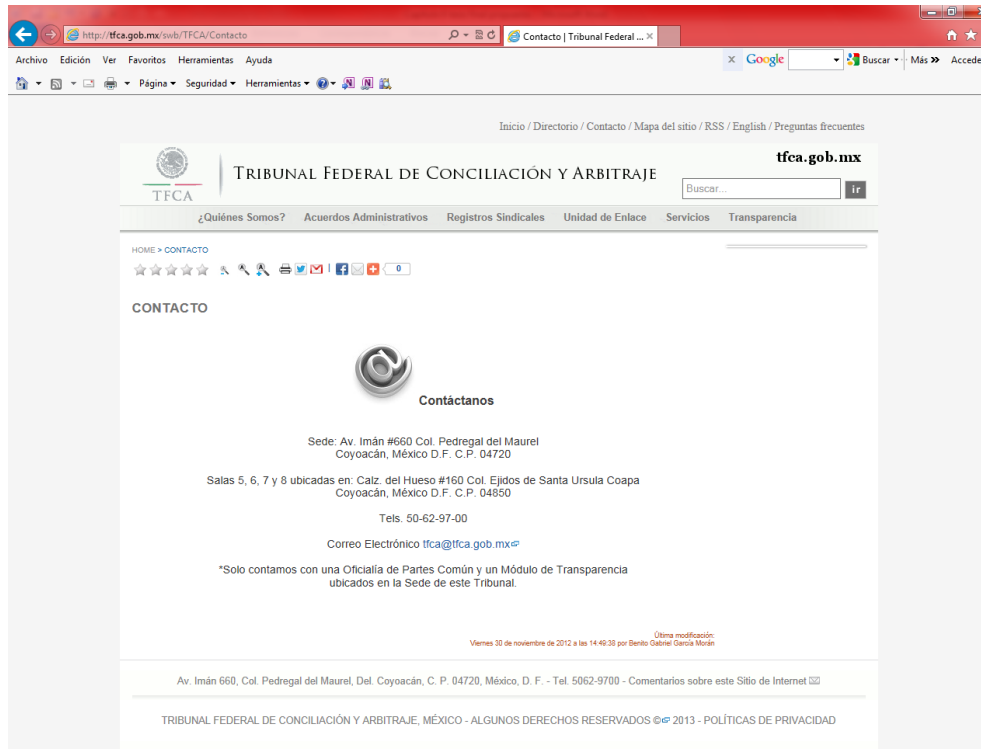 http://tfca.gob.mx/swb/TFCA/Contacto
Contacto | Tribunal Federal ...
Archivo Edición Ver Favoritos Herramientas Ayuda
x Google Buscar Más >> Accede
Página Seguridad Herramientas
Inicio / Directorio / Contacto / Mapa del sitio / RSS / English / Preguntas frecuentes
tfca.gob.mx
TFCA
TRIBUNAL FEDERAL DE CONCILIACIÓN Y ARBITRAJE
Buscar... ir
¿Quiénes Somos? Acuerdos Administrativos Registros Sindicales Unidad de Enlace Servicios Transparencia
HOME > CONTACTO
0
CONTACTO
Contáctanos
Sede: Av. Imán #660 Col. Pedregal del Maurel
Coyoacán, México D.F. C.P. 04720
Salas 5, 6, 7 y 8 ubicadas en: Calz. del Hueso #160 Col. Ejidos de Santa Ursula Coapa
Coyoacán, México D.F. C.P. 04850
Tels. 50-62-97-00
Correo Electrónico tfca@tfca.gob.mx
*Solo contamos con una Oficialía de Partes Común y un Módulo de Transparencia
ubicados en la Sede de este Tribunal.
Última modificación:
Viernes 30 de noviembre de 2012 a las 14:49:38 por Benito Gabriel García Morán
Av. Imán 660, Col. Pedregal del Maurel, Del. Coyoacán, C. P. 04720, México, D. F. - Tel. 5062-9700 - Comentarios sobre este Sitio de Internet
TRIBUNAL FEDERAL DE CONCILIACIÓN Y ARBITRAJE, MÉXICO - ALGUNOS DERECHOS RESERVADOS © 2013 - POLÍTICAS DE PRIVACIDAD